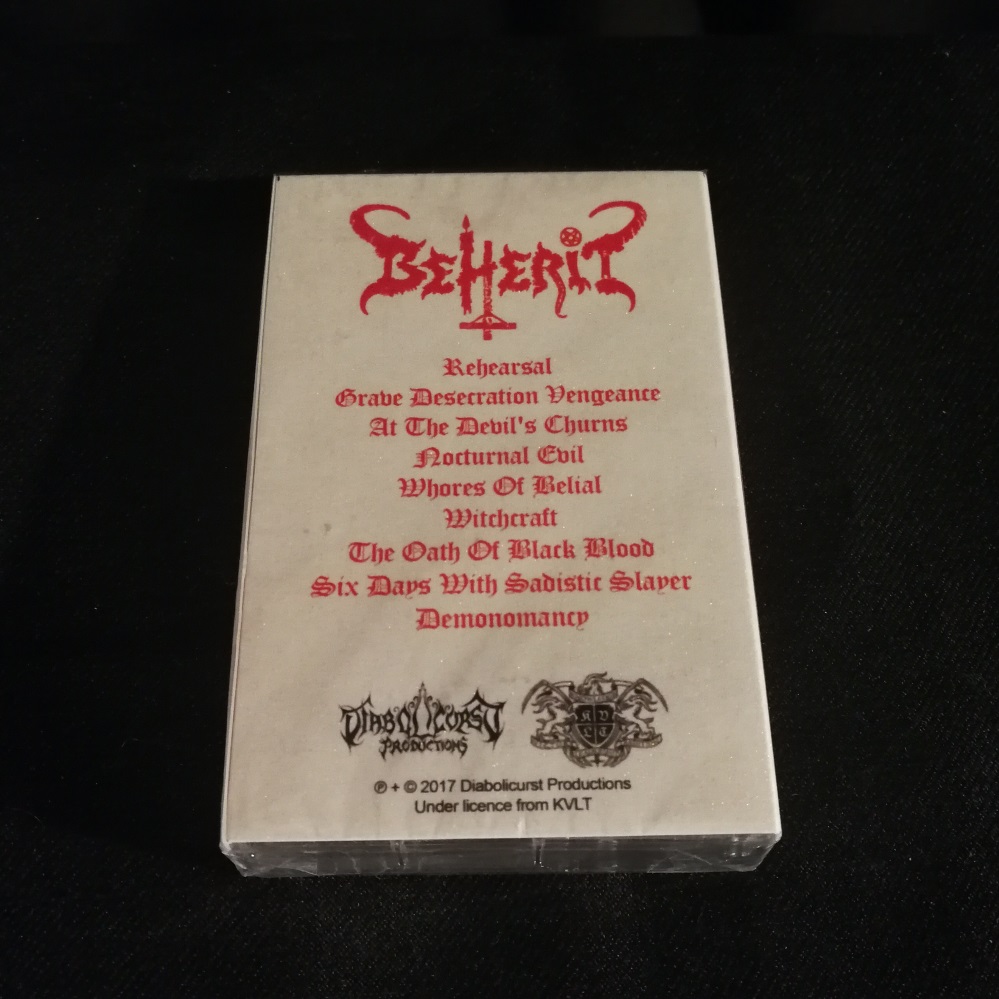 BEHERIT
Rehearsal
Grave Desecration Vengeance
At The Devil's Churns
Nocturnal Evil
Whores Of Belial
Witchcraft
The Oath Of Black Blood
Six Days With Sadistic Slayer
Demonomancy
DIABOLICURST
PRODUCTIONS
KVLT
℗ + © 2017 Diabolicurst Productions
Under licence from KVLT